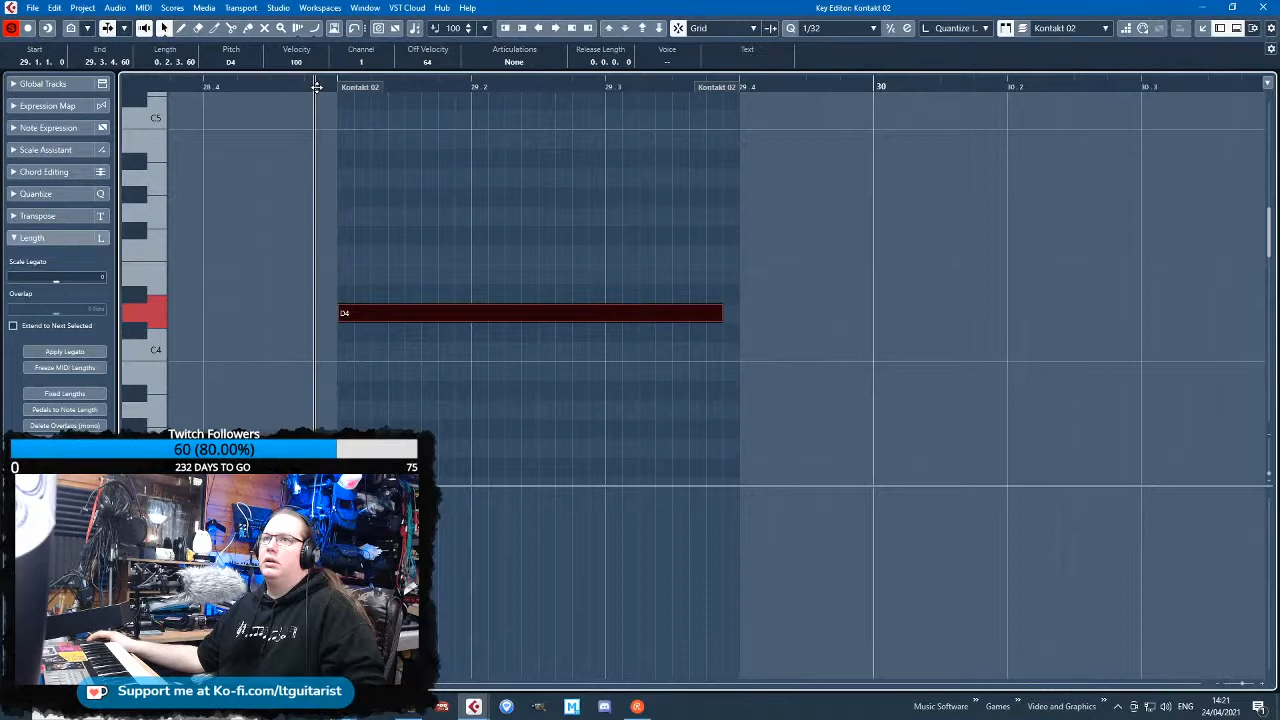 File Edit Project Audio MIDI Scores Media Transport Studio Workspaces Window VST Cloud Hub Help
Key Editor: Kontakt 02
S 100 Grid 1/32 Quantize L... Kontakt 02
Start End Length Pitch Velocity Channel Off Velocity Articulations Release Length Voice Text
29. 1. 1. 0 29. 3. 4. 60 0. 2. 3. 60 D4 100 1 64 None 0. 0. 0. 0 --
Global Tracks
28. 4 Kontakt 02 29. 2 29. 3 Kontakt 02 29. 4 30 30. 2 30. 3
Expression Map
C5
Note Expression
Scale Assistant
Chord Editing
Quantize Q
Transpose T
Length L
Scale Legato
0
Overlap
0 Ticks
D4
Extend to Next Selected
Apply Legato
C4
Freeze MIDI Lengths
Fixed Lengths
Pedals to Note Length
Delete Overlaps (mono)
Twitch Followers
60 (80.00%)
0 232 DAYS TO GO 75
Support me at Ko-fi.com/ltguitarist
Music Software Games Video and Graphics
14:21
24/04/2021